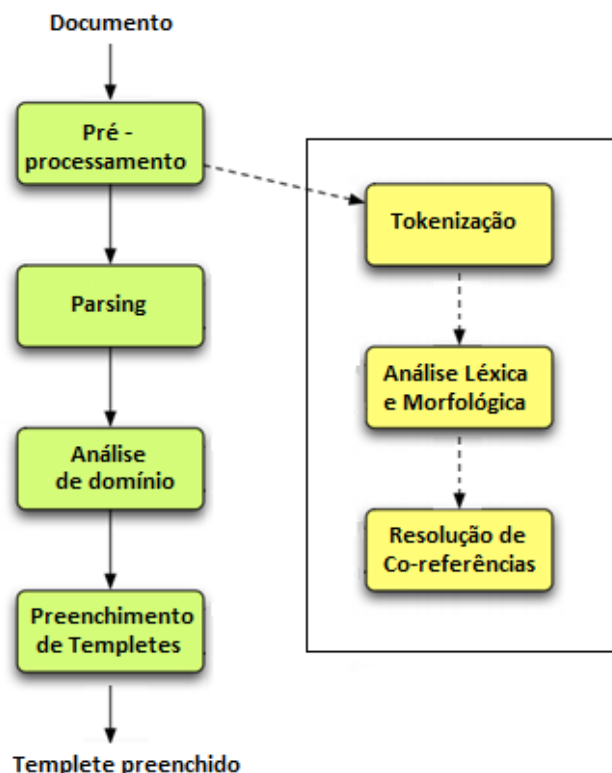 Documento
Pré -
processamento
Tokenização
Parsing
Análise Léxica
e Morfológica
Análise
de domínio
Resolução de
Co-referências
Preenchimento
de Templetes
Templete preenchido